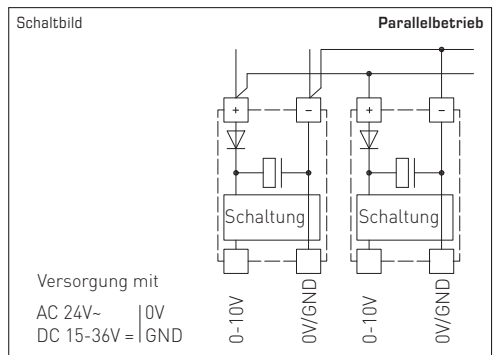 Schaltbild
Parallelbetrieb
+ – + –
Schaltung Schaltung
Versorgung mit
AC 24V~ | 0V
DC 15-36V = | GND
0-10V
0V/GND
0-10V
0V/GND